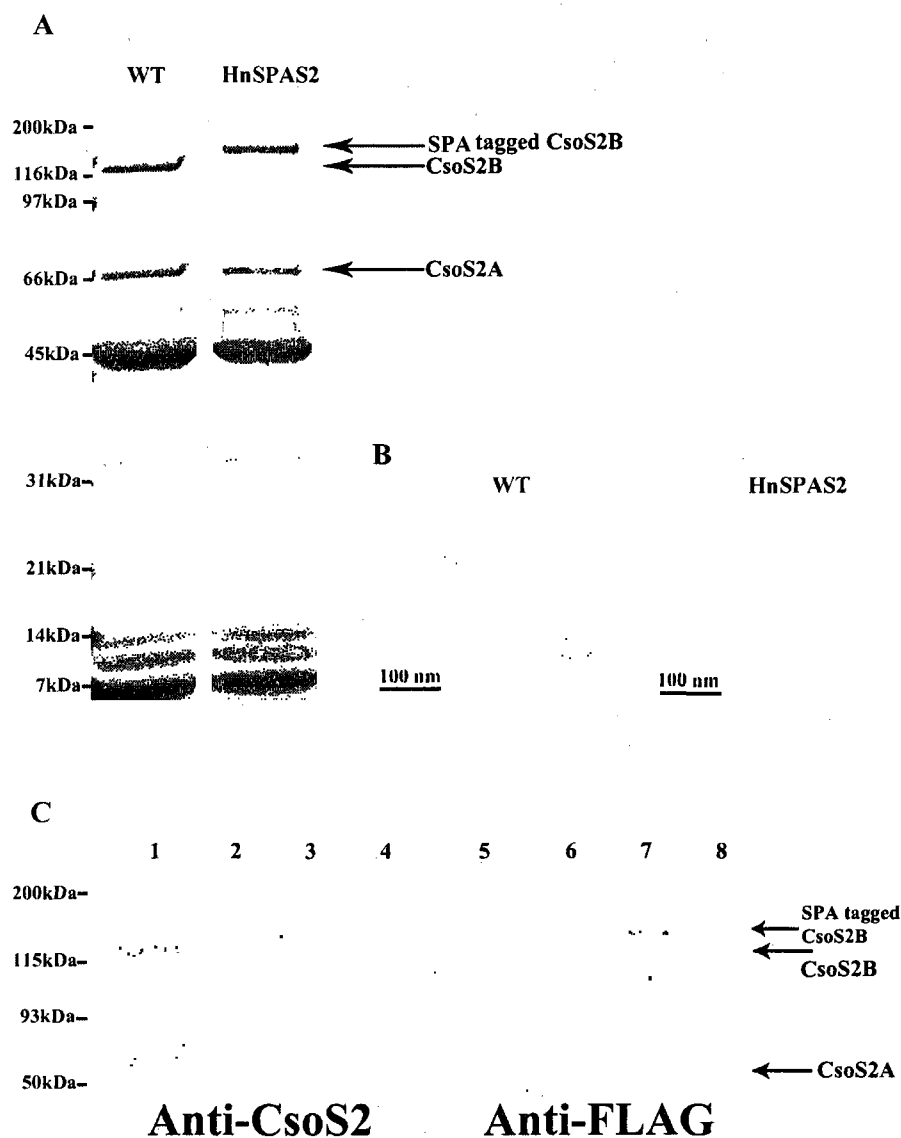 A
WT HnSPAS2
200kDa
SPA tagged CsoS2B
CsoS2B
116kDa
97kDa
CsoS2A
66kDa
45kDa
B
WT HnSPAS2
31kDa
21kDa
14kDa
7kDa
100 nm 100 nm
C
1 2 3 4 5 6 7 8
200kDa
SPA tagged
CsoS2B
115kDa
CsoS2B
93kDa
CsoS2A
50kDa
Anti-CsoS2 Anti-FLAG